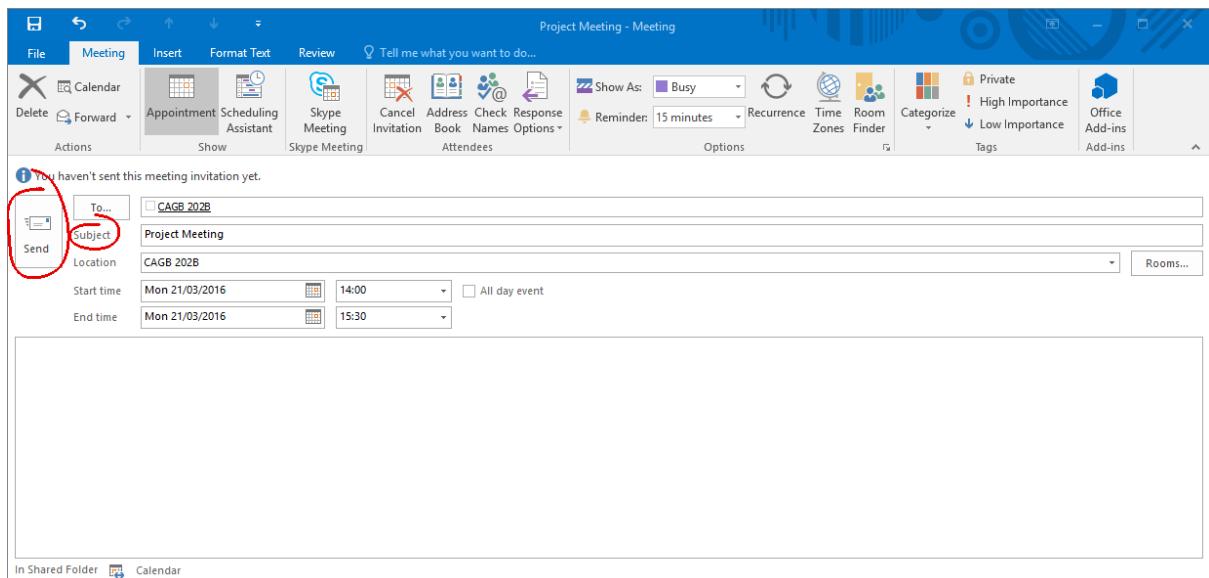 Project Meeting - Meeting
File Meeting Insert Format Text Review Tell me what you want to do...
Delete
Calendar
Forward
Actions
Appointment
Scheduling
Assistant
Show
Skype
Meeting
Skype Meeting
Cancel
Invitation
Address
Book
Check
Names
Response
Options
Attendees
Show As: Busy
Reminder: 15 minutes
Recurrence
Time
Zones
Room
Finder
Options
Categorize
Private
High Importance
Low Importance
Tags
Office
Add-ins
Add-ins
You haven't sent this meeting invitation yet.
Send
To... CAGB 202B
Subject Project Meeting
Location CAGB 202B Rooms...
Start time Mon 21/03/2016 14:00 All day event
End time Mon 21/03/2016 15:30
In Shared Folder Calendar